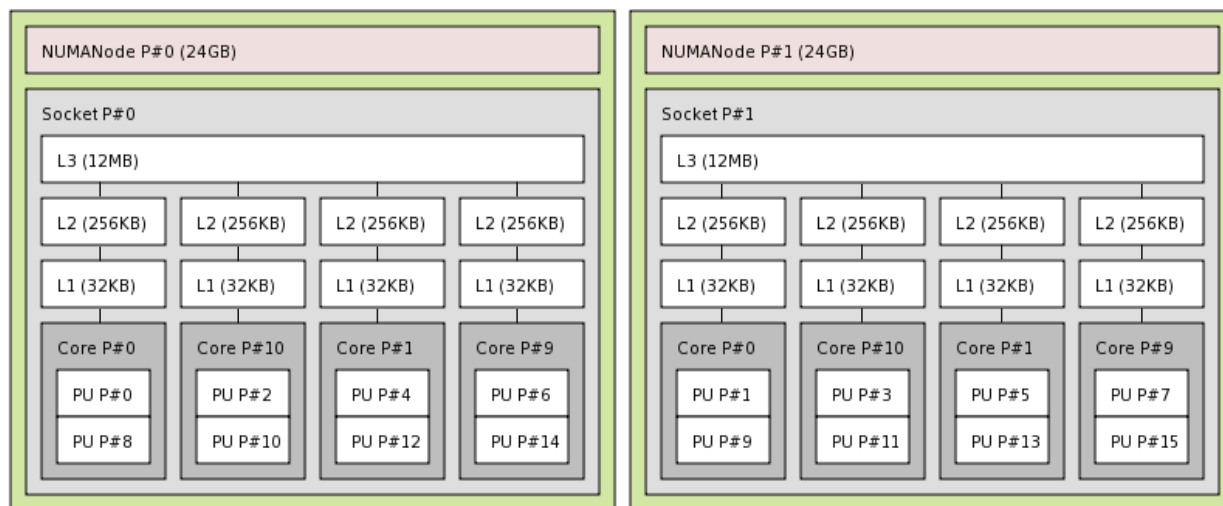 NUMANode P#0 (24GB)
Socket P#0
L3 (12MB)
L2 (256KB) L2 (256KB) L2 (256KB) L2 (256KB)
L1 (32KB) L1 (32KB) L1 (32KB) L1 (32KB)
Core P#0 Core P#10 Core P#1 Core P#9
PU P#0 PU P#2 PU P#4 PU P#6
PU P#8 PU P#10 PU P#12 PU P#14
NUMANode P#1 (24GB)
Socket P#1
L3 (12MB)
L2 (256KB) L2 (256KB) L2 (256KB) L2 (256KB)
L1 (32KB) L1 (32KB) L1 (32KB) L1 (32KB)
Core P#0 Core P#10 Core P#1 Core P#9
PU P#1 PU P#3 PU P#5 PU P#7
PU P#9 PU P#11 PU P#13 PU P#15